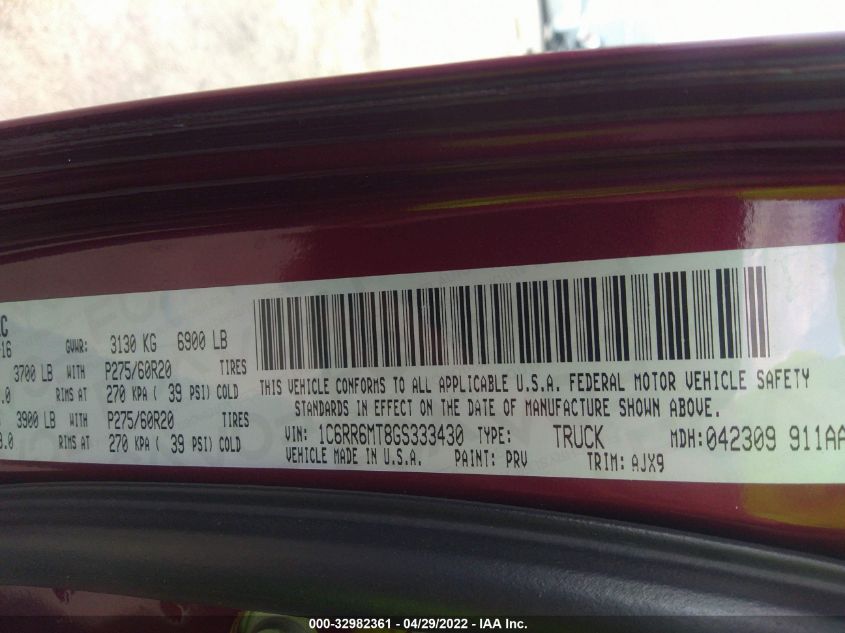 C
-16 GVWR: 3130 KG 6900 LB
3700 LB WITH P275/60R20 TIRES
.0 RIMS AT 270 KPA ( 39 PSI) COLD
3900 LB WITH P275/60R20 TIRES
.0 RIMS AT 270 KPA ( 39 PSI) COLD
THIS VEHICLE CONFORMS TO ALL APPLICABLE U.S.A. FEDERAL MOTOR VEHICLE SAFETY
STANDARDS IN EFFECT ON THE DATE OF MANUFACTURE SHOWN ABOVE.
VIN: 1C6RR6MT8GS333430 TYPE: TRUCK MDH:042309 911AA
VEHICLE MADE IN U.S.A. PAINT: PRV TRIM: AJX9
000-32982361 - 04/29/2022 - IAA Inc.